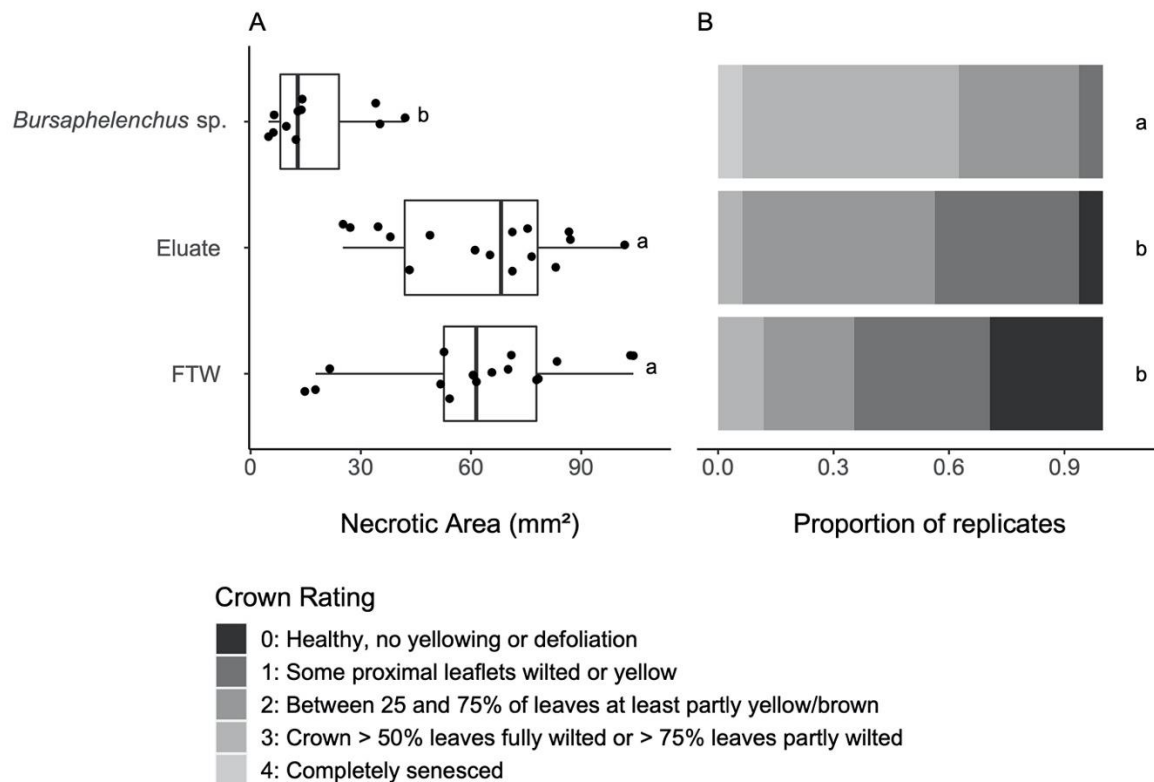 A
B
Bursaphelenchus sp.
b
a
Eluate
a
b
FTW
a
b
0 30 60 90
0.0 0.3 0.6 0.9
Necrotic Area (mm²)
Proportion of replicates
Crown Rating
0: Healthy, no yellowing or defoliation
1: Some proximal leaflets wilted or yellow
2: Between 25 and 75% of leaves at least partly yellow/brown
3: Crown > 50% leaves fully wilted or > 75% leaves partly wilted
4: Completely senesced